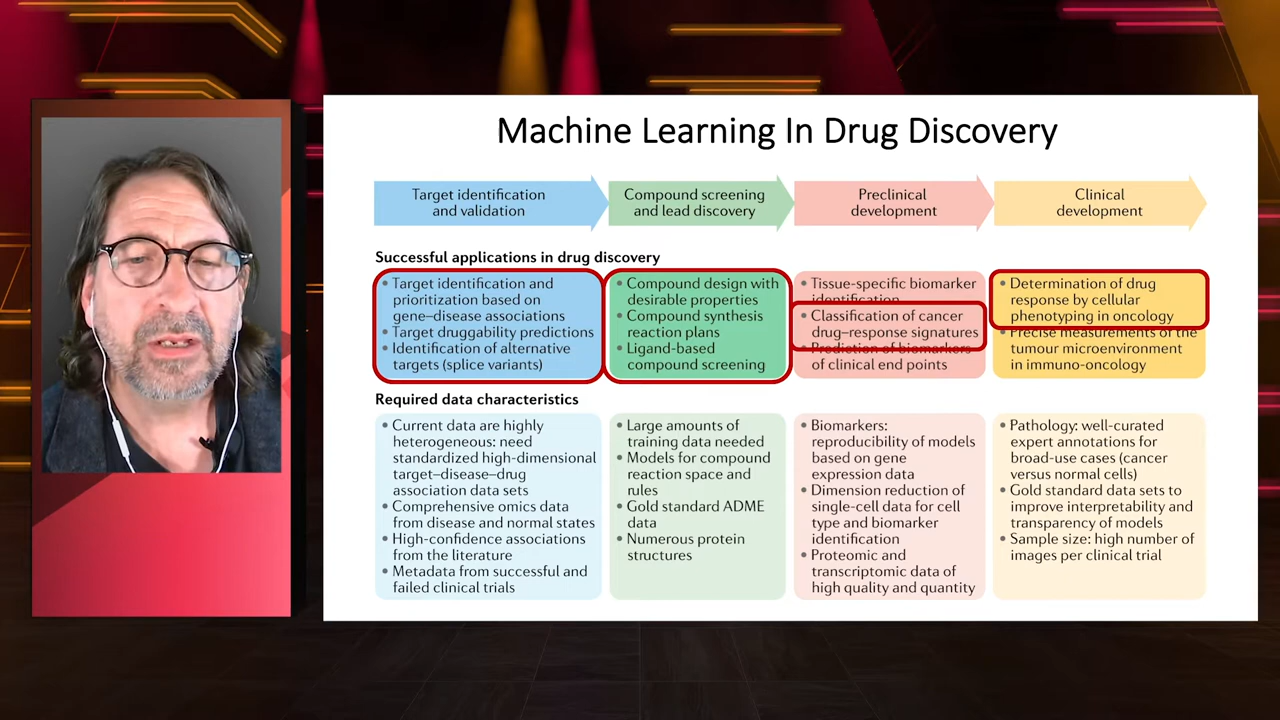 Machine Learning In Drug Discovery
Target identification
and validation
Compound screening
and lead discovery
Preclinical
development
Clinical
development
Successful applications in drug discovery
• Target identification and
prioritization based on
gene–disease associations
• Target druggability predictions
• Identification of alternative
targets (splice variants)
• Compound design with
desirable properties
• Compound synthesis
reaction plans
• Ligand-based
compound screening
• Tissue-specific biomarker
identification
• Classification of cancer
drug–response signatures
• Prediction of biomarkers
of clinical end points
• Determination of drug
response by cellular
phenotyping in oncology
• Precise measurements of the
tumour microenvironment
in immuno-oncology
Required data characteristics
• Current data are highly
heterogeneous: need
standardized high-dimensional
target–disease–drug
association data sets
• Comprehensive omics data
from disease and normal states
• High-confidence associations
from the literature
• Metadata from successful and
failed clinical trials
• Large amounts of
training data needed
• Models for compound
reaction space and
rules
• Gold standard ADME
data
• Numerous protein
structures
• Biomarkers:
reproducibility of models
based on gene
expression data
• Dimension reduction of
single-cell data for cell
type and biomarker
identification
• Proteomic and
transcriptomic data of
high quality and quantity
• Pathology: well-curated
expert annotations for
broad-use cases (cancer
versus normal cells)
• Gold standard data sets to
improve interpretability and
transparency of models
• Sample size: high number of
images per clinical trial